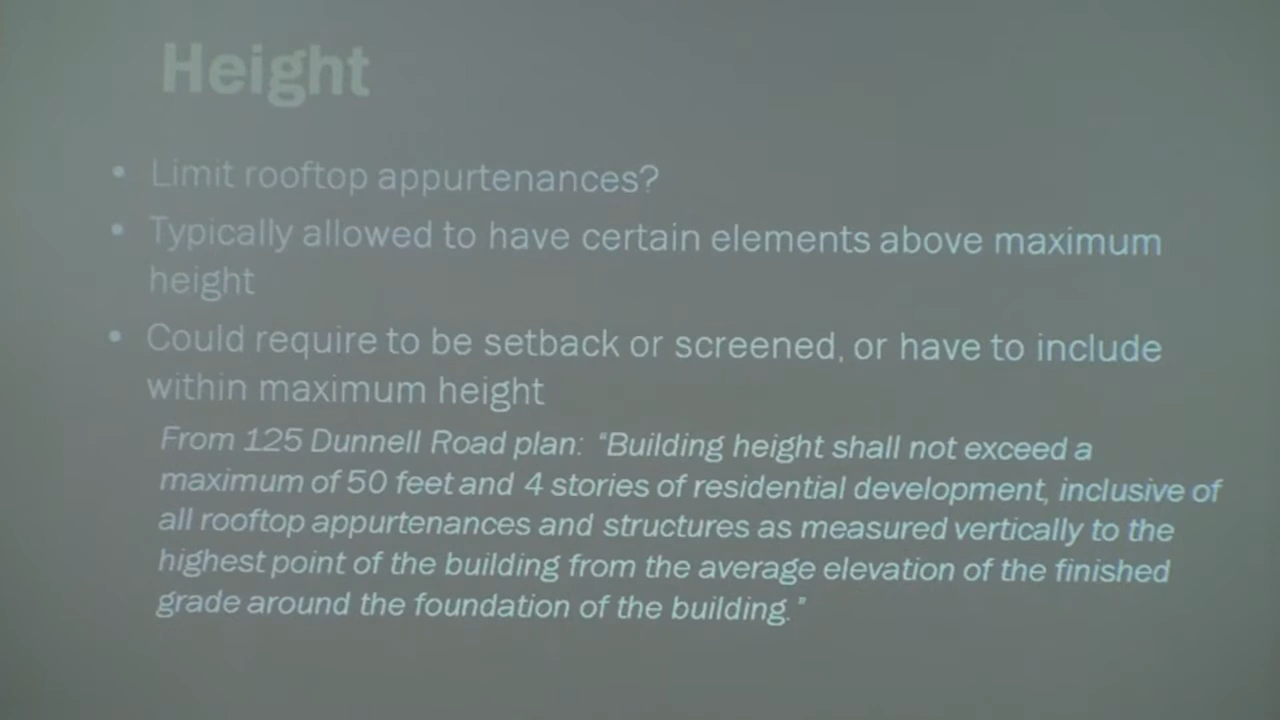 Height
• Limit rooftop appurtenances?
• Typically allowed to have certain elements above maximum
height
• Could require to be setback or screened, or have to include
within maximum height
From 125 Dunnell Road plan: “Building height shall not exceed a
maximum of 50 feet and 4 stories of residential development, inclusive of
all rooftop appurtenances and structures as measured vertically to the
highest point of the building from the average elevation of the finished
grade around the foundation of the building.”